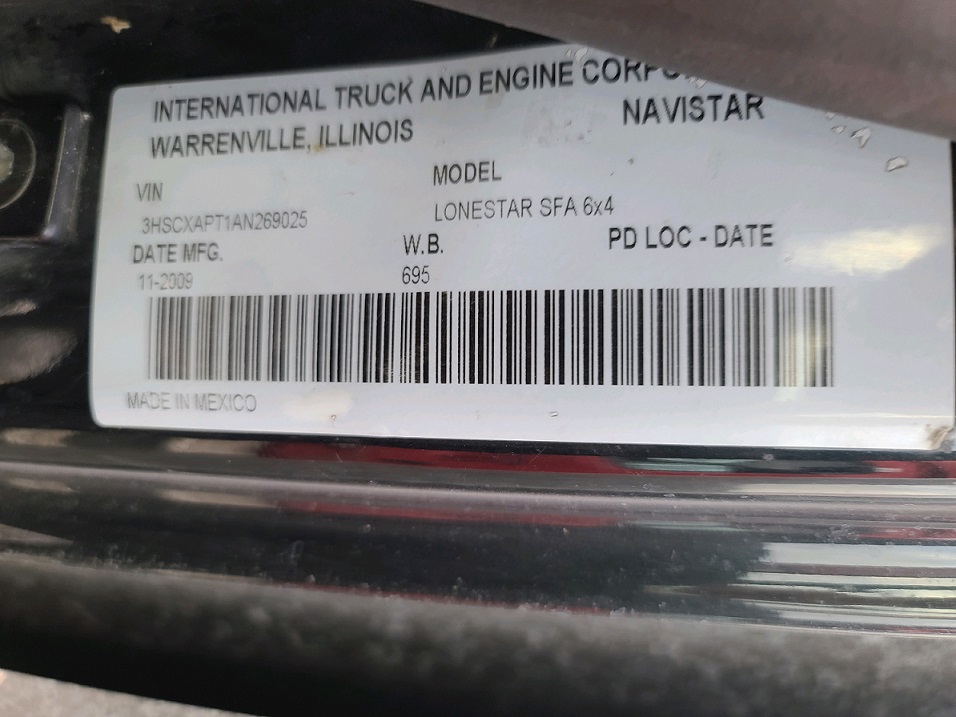 INTERNATIONAL TRUCK AND ENGINE
NAVISTAR
WARRENVILLE, ILLINOIS
VIN
MODEL
3HSCXAPT1AN269025
LONESTAR SFA 6x4
DATE MFG.
W.B.
PD LOC - DATE
11-2009
695
MADE IN MEXICO